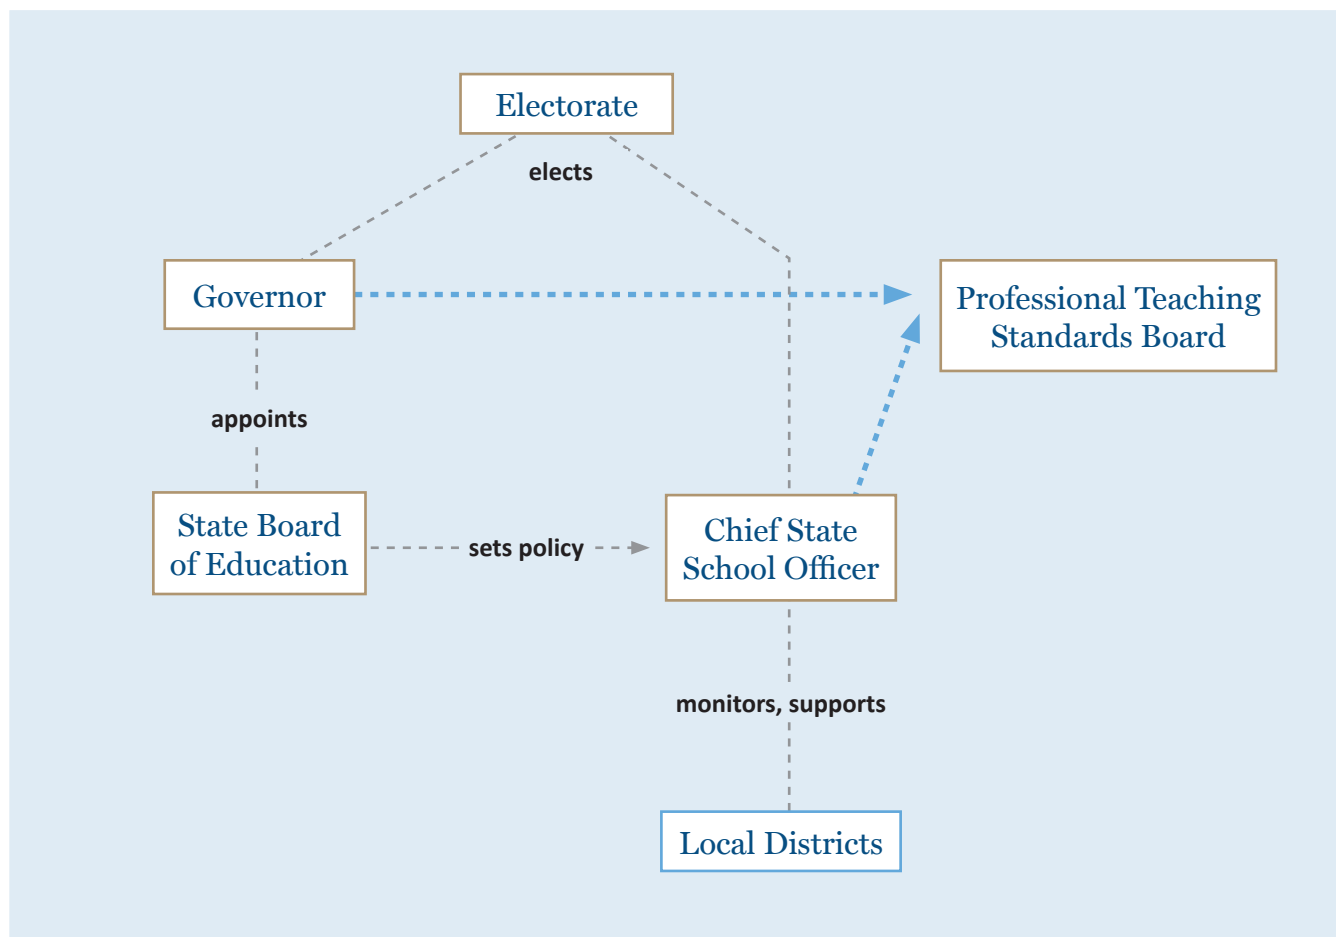 Electorate
elects
Governor
Professional Teaching
Standards Board
appoints
State Board
of Education
sets policy
Chief State
School Officer
monitors, supports
Local Districts